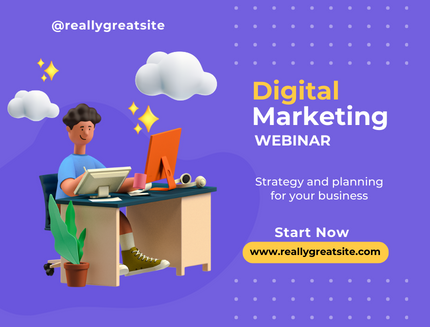 @reallygreatsite
Digital
Marketing
WEBINAR
Strategy and planning
for your business
Start Now
www.reallygreatsite.com